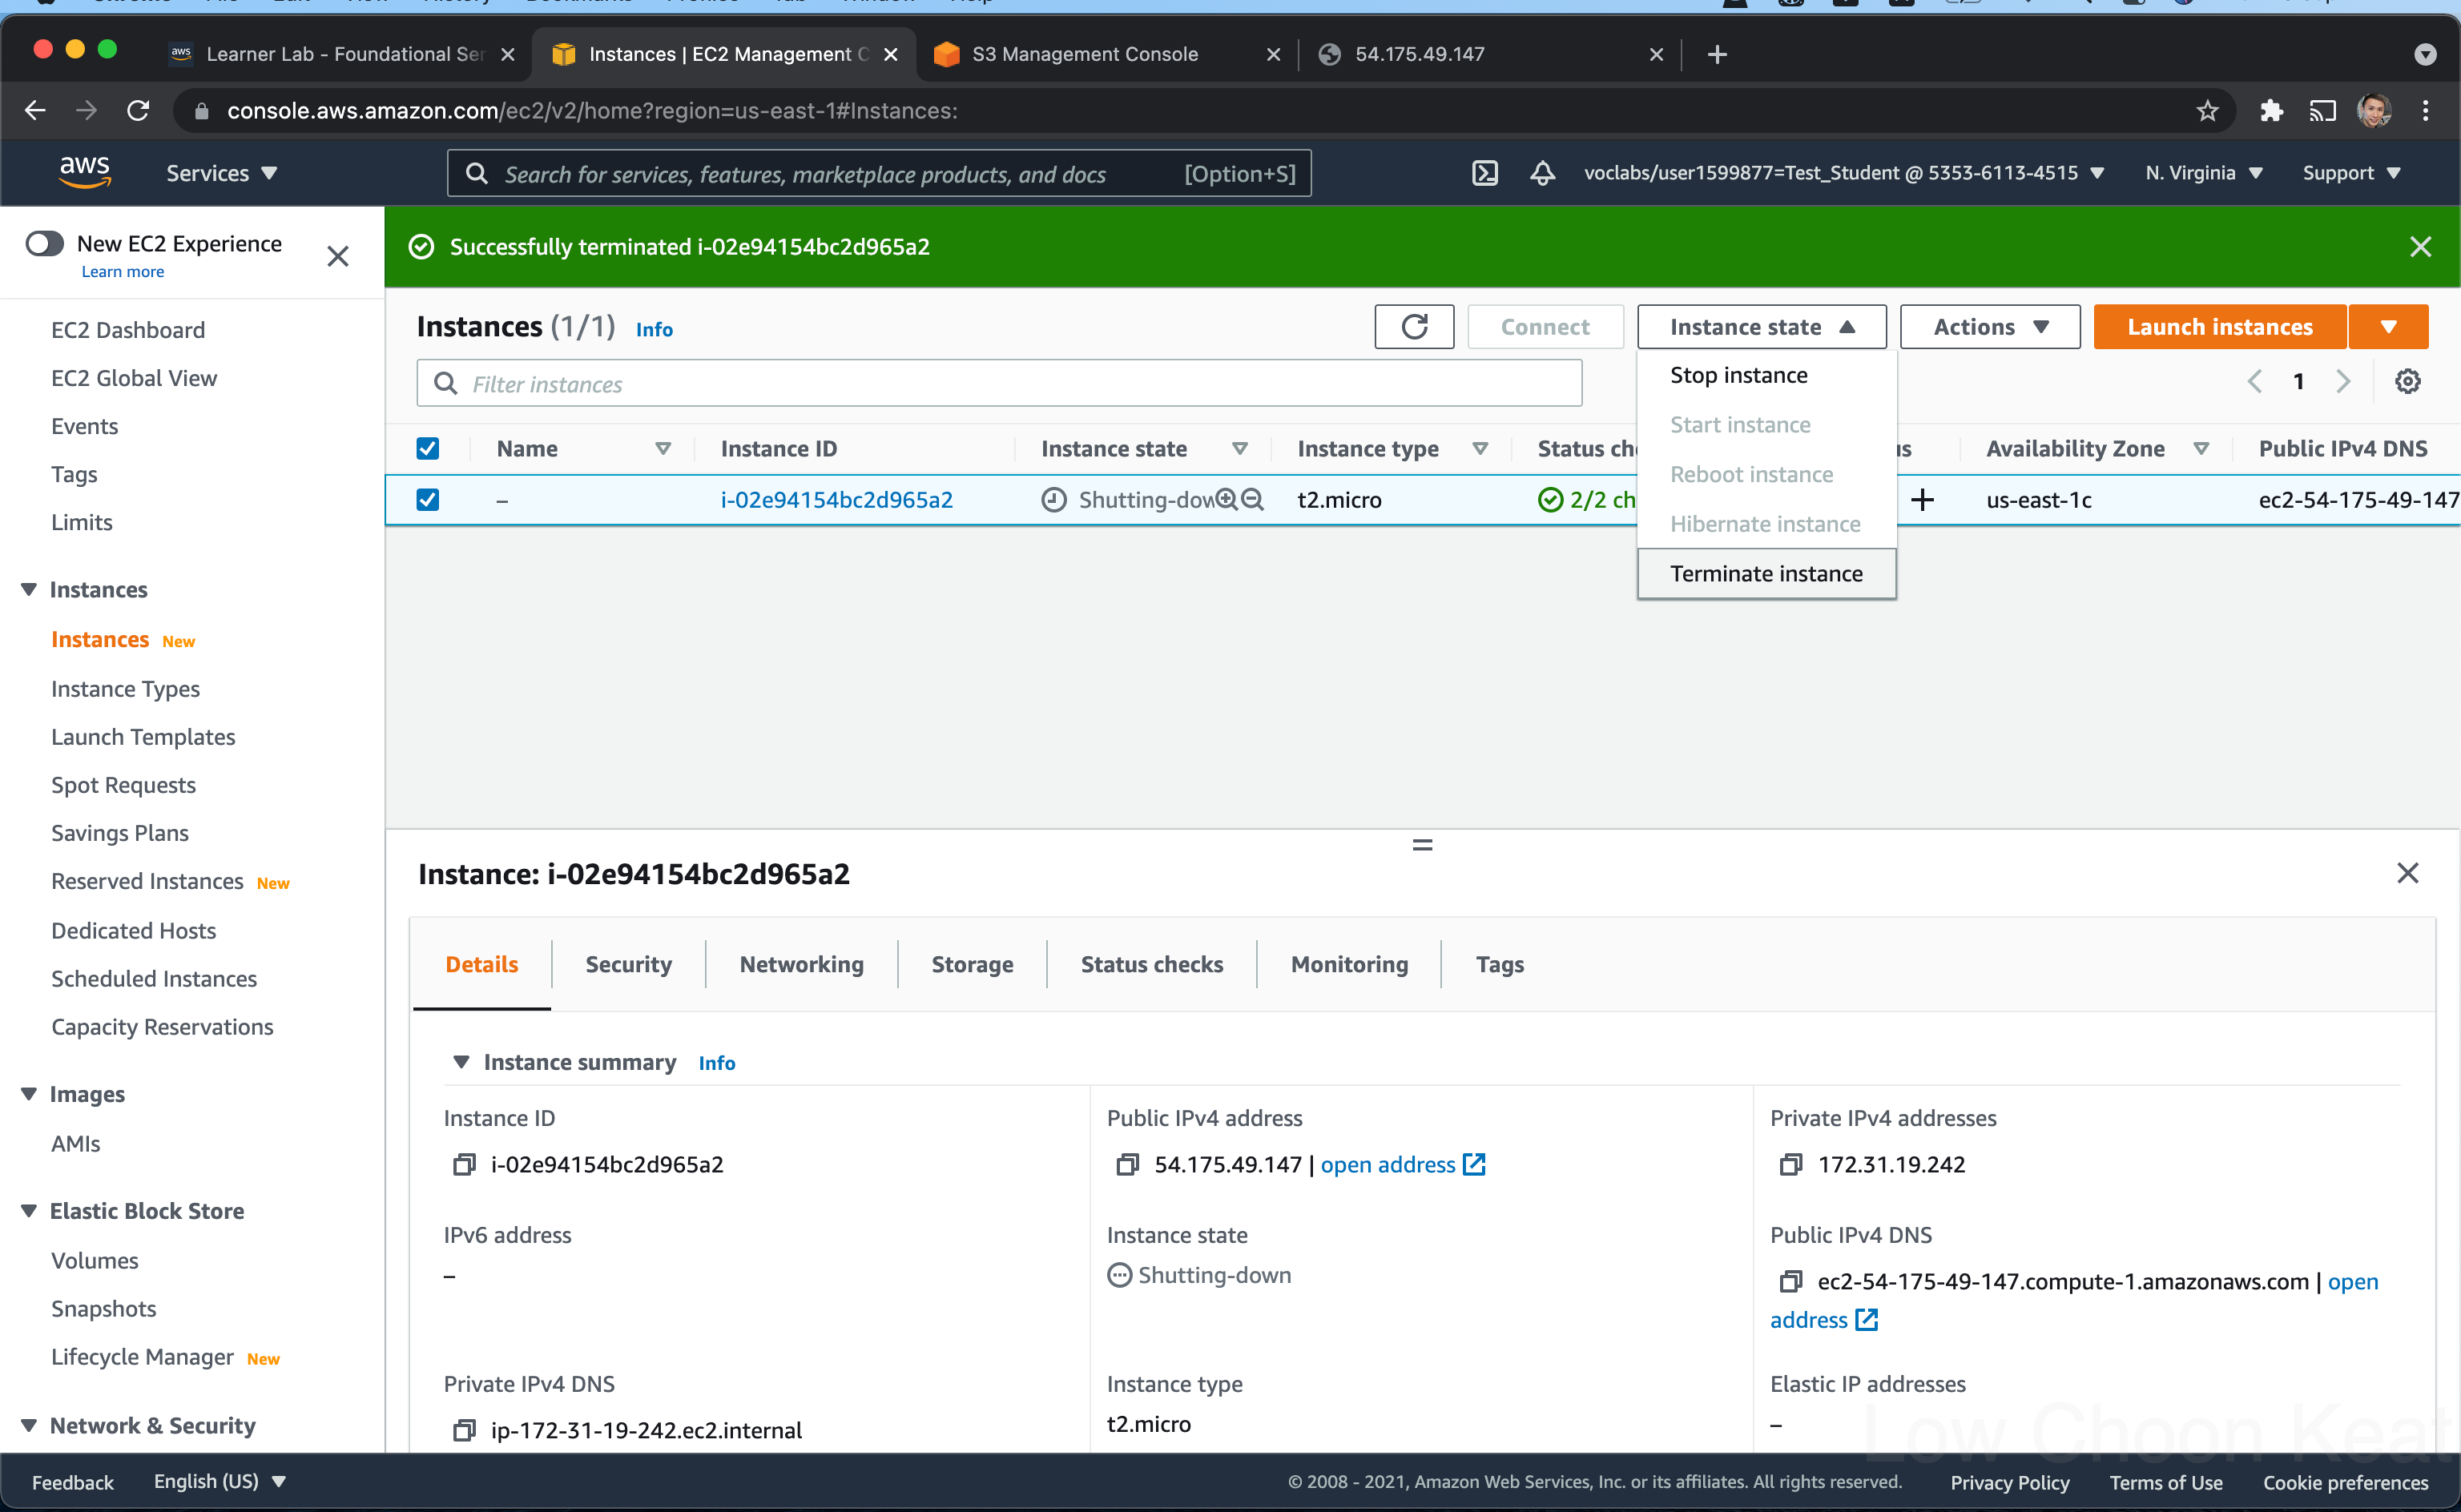 Learner Lab - Foundational Ser
Instances | EC2 Management C
S3 Management Console
54.175.49.147
console.aws.amazon.com/ec2/v2/home?region=us-east-1#Instances:
aws
Services
Search for services, features, marketplace products, and docs
[Option+S]
voclabs/user1599877=Test_Student @ 5353-6113-4515
N. Virginia
Support
New EC2 Experience
Learn more
Successfully terminated i-02e94154bc2d965a2
EC2 Dashboard
EC2 Global View
Events
Tags
Limits
Instances
Instances New
Instance Types
Launch Templates
Spot Requests
Savings Plans
Reserved Instances New
Dedicated Hosts
Scheduled Instances
Capacity Reservations
Images
AMIs
Elastic Block Store
Volumes
Snapshots
Lifecycle Manager New
Network & Security
Instances (1/1) Info
Connect
Instance state
Actions
Launch instances
Filter instances
1
Stop instance
Start instance
Reboot instance
Hibernate instance
Terminate instance
Name
Instance ID
Instance state
Instance type
Status che
us
Availability Zone
Public IPv4 DNS
–
i-02e94154bc2d965a2
Shutting-dow
t2.micro
2/2 ch
us-east-1c
ec2-54-175-49-147
Instance: i-02e94154bc2d965a2
Details
Security
Networking
Storage
Status checks
Monitoring
Tags
Instance summary Info
Instance ID
i-02e94154bc2d965a2
Public IPv4 address
54.175.49.147 | open address
Private IPv4 addresses
172.31.19.242
IPv6 address
–
Instance state
Shutting-down
Public IPv4 DNS
ec2-54-175-49-147.compute-1.amazonaws.com | open
address
Private IPv4 DNS
ip-172-31-19-242.ec2.internal
Instance type
t2.micro
Elastic IP addresses
–
Low Choon Keat
Feedback
English (US)
© 2008 - 2021, Amazon Web Services, Inc. or its affiliates. All rights reserved.
Privacy Policy
Terms of Use
Cookie preferences